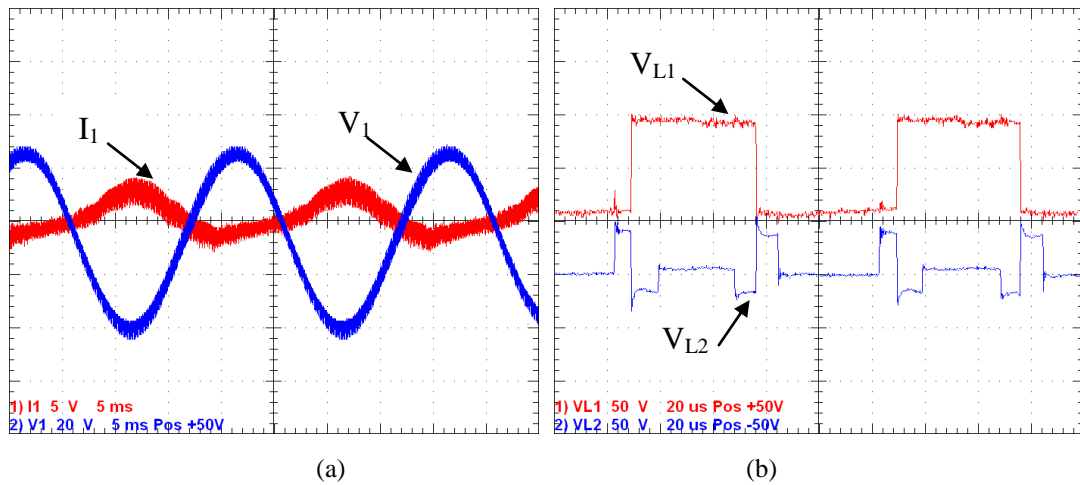 I1
V1
1) I1 5 V 5 ms
2) V1 20 V 5 ms Pos +50V
(a)
VL1
VL2
1) VL1 50 V 20 us Pos +50V
2) VL2 50 V 20 us Pos -50V
(b)